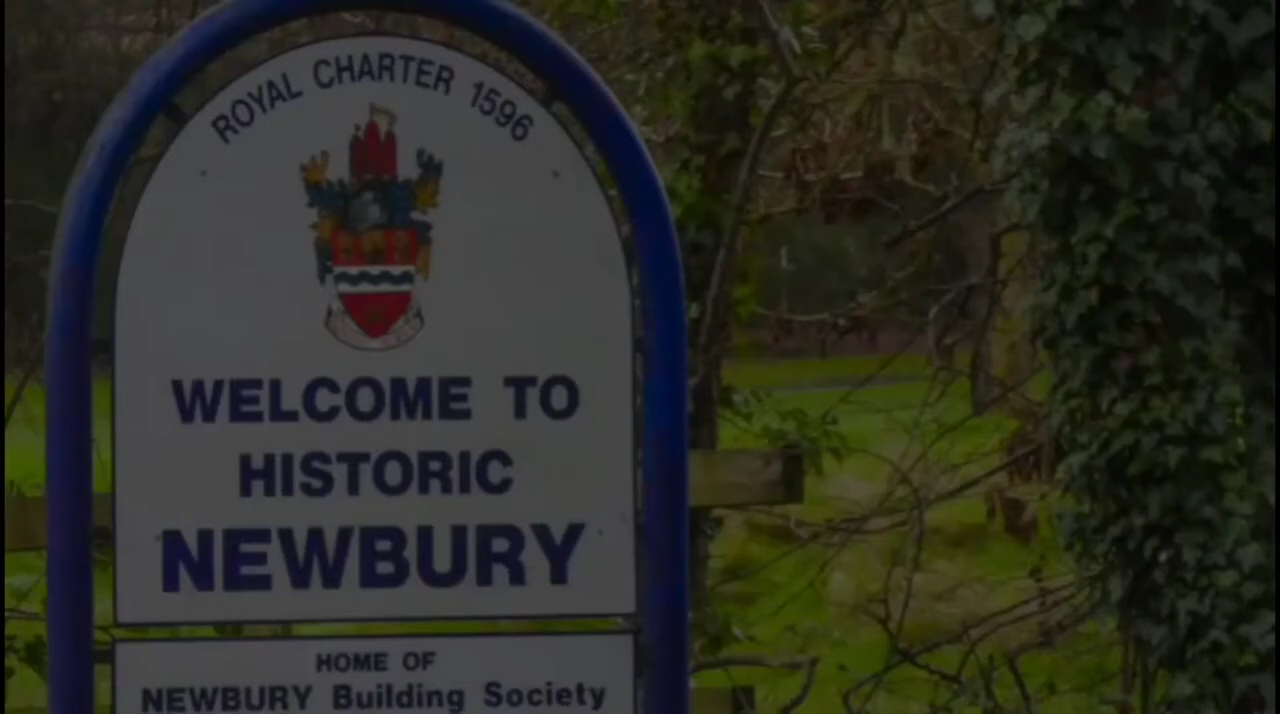 ROYAL CHARTER 1596
WELCOME TO
HISTORIC
NEWBURY
HOME OF
NEWBURY Building Society